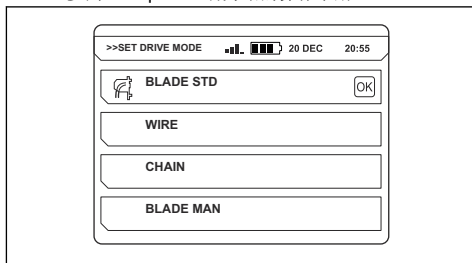 >>SET DRIVE MODE 20 DEC 20:55
BLADE STD OK
WIRE
CHAIN
BLADE MAN